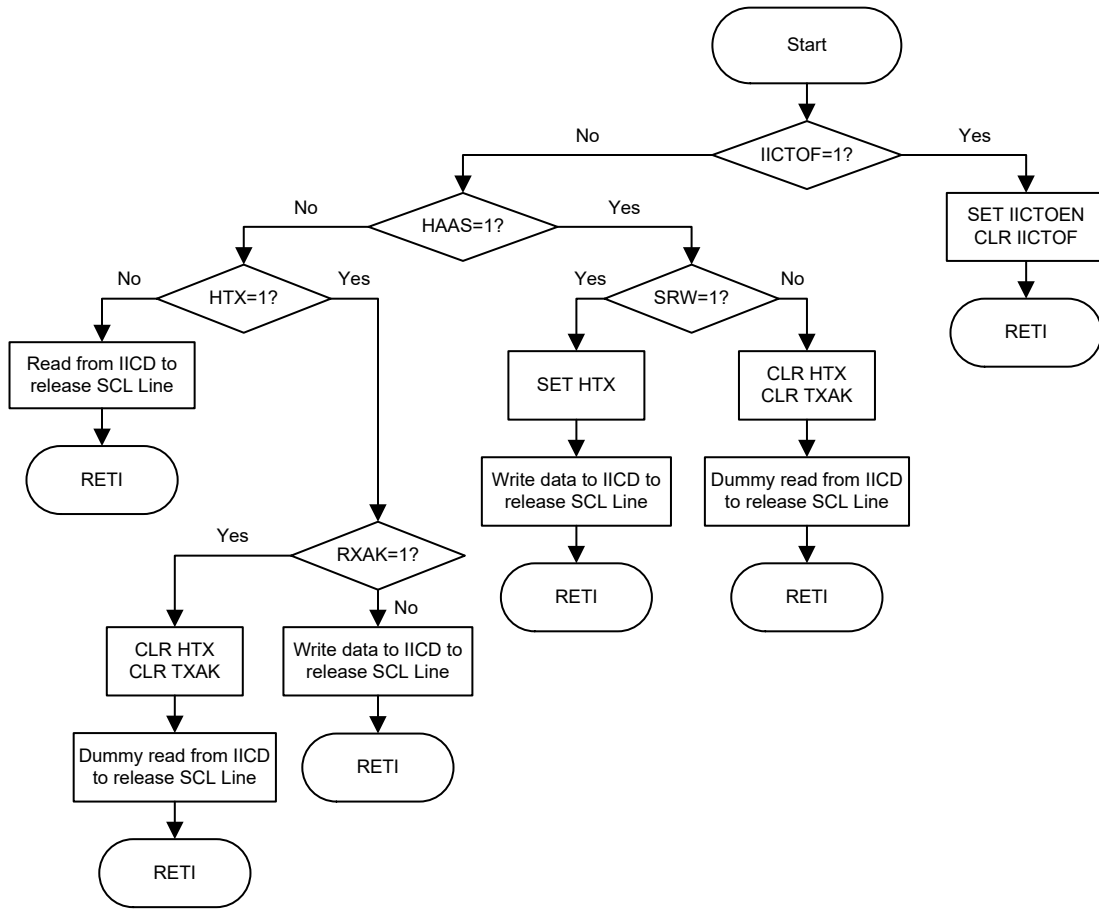 Start
No
IICTOF=1?
Yes
No
HAAS=1?
Yes
SET IICTOEN
CLR IICTOF
No
HTX=1?
Yes
Yes
SRW=1?
No
RETI
Read from IICD to
release SCL Line
SET HTX
CLR HTX
CLR TXAK
RETI
Write data to IICD to
release SCL Line
Dummy read from IICD
to release SCL Line
Yes
RXAK=1?
RETI
RETI
No
CLR HTX
CLR TXAK
Write data to IICD to
release SCL Line
Dummy read from IICD
to release SCL Line
RETI
RETI